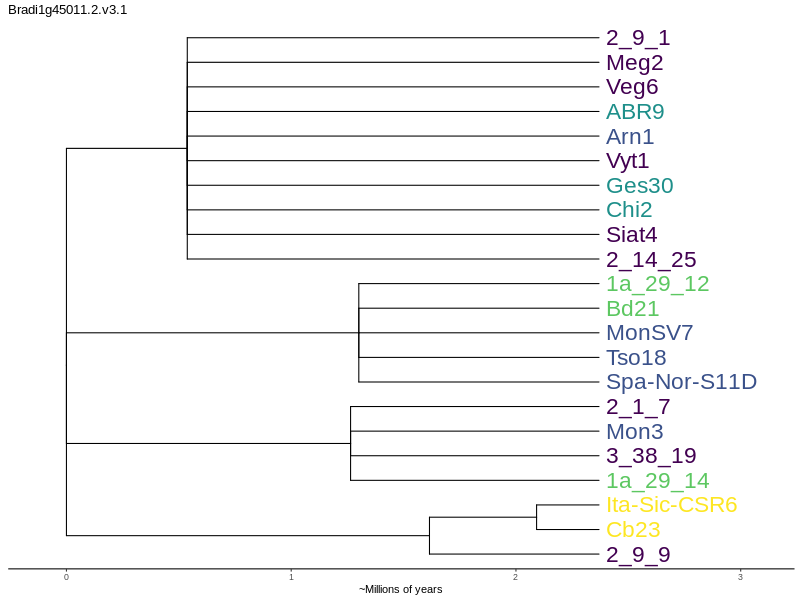 Bradi1g45011.2.v3.1
2_9_1
Meg2
Veg6
ABR9
Arn1
Vyt1
Ges30
Chi2
Siat4
2_14_25
1a_29_12
Bd21
MonSV7
Tso18
Spa-Nor-S11D
2_1_7
Mon3
3_38_19
1a_29_14
Ita-Sic-CSR6
Cb23
2_9_9
0 1 2 3
~Millions of years